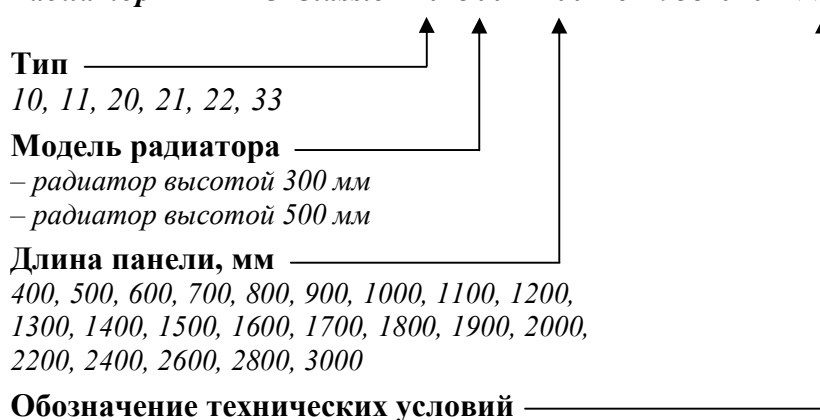 Тип
10, 11, 20, 21, 22, 33
Модель радиатора
– радиатор высотой 300 мм
– радиатор высотой 500 мм
Длина панели, мм
400, 500, 600, 700, 800, 900, 1000, 1100, 1200,
1300, 1400, 1500, 1600, 1700, 1800, 1900, 2000,
2200, 2400, 2600, 2800, 3000
Обозначение технических условий